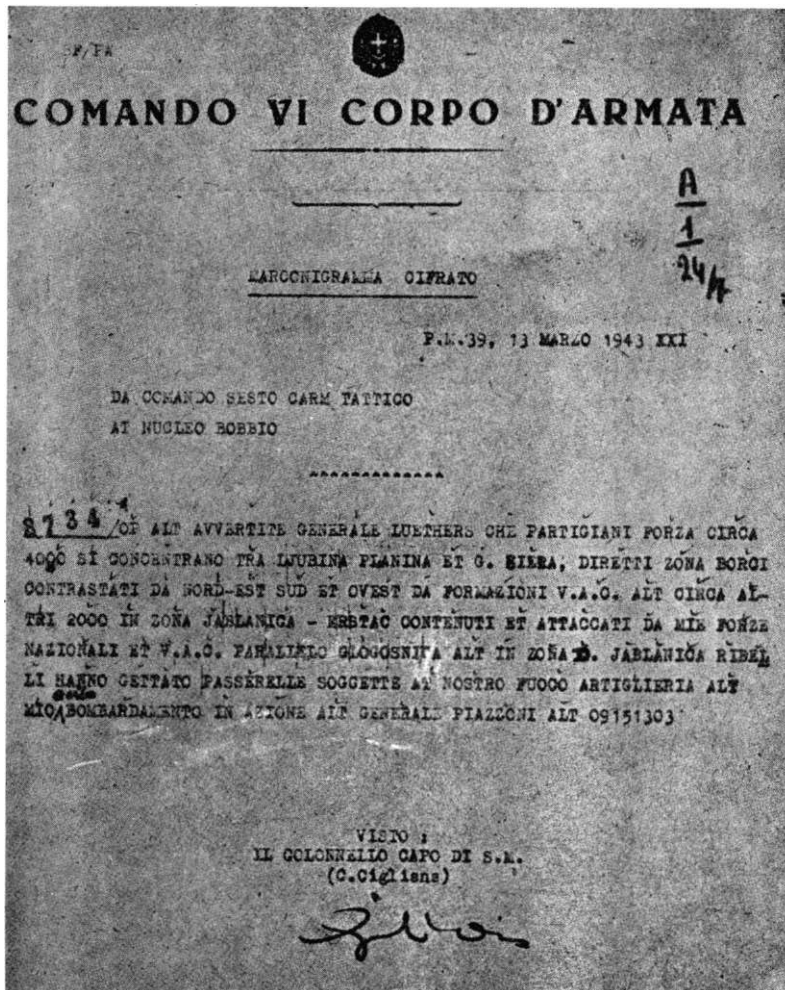 SF/PA
COMANDO VI CORPO D'ARMATA
A
1
24/
MARCONIGRAMMA CIFRATO
P.M.39, 13 MARZO 1943 XXI
DA COMANDO SESTO CARM TATTICO
AT NUCLEO BOBBIO
8734/OP ALT AVVERTITE GENERALE LUETHERS CHE PARTIGIANI FORZA CIRCA
4000 SI CONCENTRANO TRA LJUBINA PLANINA ET G. DIRETTI ZONA BORCI
CONTRASTATI DA NORD-EST SUD ET OVEST DA FORMAZIONI V.A.C. ALT CIRCA AL-
TRI 2000 IN ZONA JABLANICA - ERBTAC CONTENUTI ET ATTACCATI DA MIE FORZE
NAZIONALI ET V.A.C. PARALLELO GLOGOSNITA ALT IN ZONA JABLANICA RIBEL
LI HANNO GETTATO PASSERELLE SOGGETTE AT NOSTRO FUOCO ARTIGLIERIA ALT
MIO BOMBARDAMENTO IN AZIONE ALT GENERALE PIAZZONI ALT 09151303
VISTO :
IL COLONNELLO CAPO DI S.M.
(C.Cigliana)